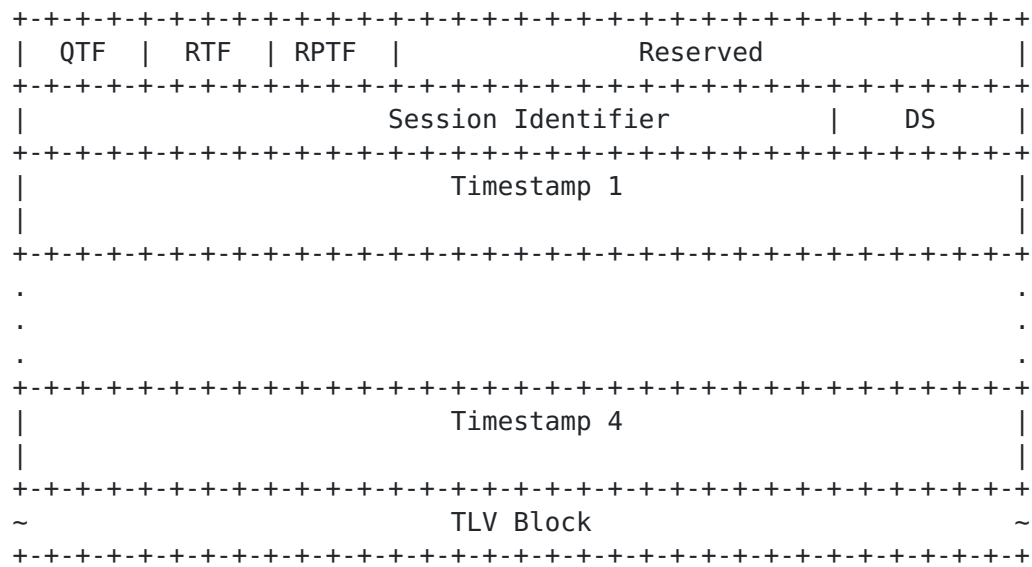 +-+-+-+-+-+-+-+-+-+-+-+-+-+-+-+-+-+-+-+-+-+-+-+-+-+-+-+-+-+-+-+-+
|  QTF  |  RTF  | RPTF  |               Reserved                |
+-+-+-+-+-+-+-+-+-+-+-+-+-+-+-+-+-+-+-+-+-+-+-+-+-+-+-+-+-+-+-+-+
|                       Session Identifier          |    DS     |
+-+-+-+-+-+-+-+-+-+-+-+-+-+-+-+-+-+-+-+-+-+-+-+-+-+-+-+-+-+-+-+-+
|                           Timestamp 1                         |
|                                                               |
+-+-+-+-+-+-+-+-+-+-+-+-+-+-+-+-+-+-+-+-+-+-+-+-+-+-+-+-+-+-+-+-+
.                                                               .
.                                                               .
.                                                               .
+-+-+-+-+-+-+-+-+-+-+-+-+-+-+-+-+-+-+-+-+-+-+-+-+-+-+-+-+-+-+-+-+
|                           Timestamp 4                         |
|                                                               |
+-+-+-+-+-+-+-+-+-+-+-+-+-+-+-+-+-+-+-+-+-+-+-+-+-+-+-+-+-+-+-+-+
~                           TLV Block                           ~
+-+-+-+-+-+-+-+-+-+-+-+-+-+-+-+-+-+-+-+-+-+-+-+-+-+-+-+-+-+-+-+-+